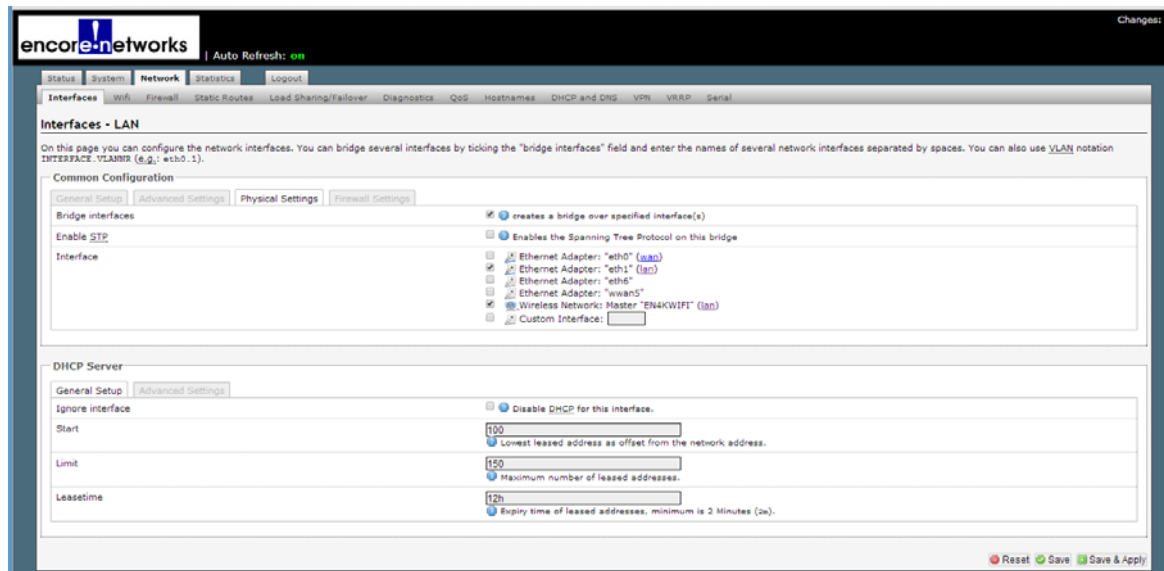 Changes:
encore networks
| Auto Refresh: on
Status System Network Statistics Logout
Interfaces Wifi Firewall Static Routes Load Sharing/Failover Diagnostics QoS Hostnames DHCP and DNS VPN VRRP Serial
Interfaces - LAN
On this page you can configure the network interfaces. You can bridge several interfaces by ticking the "bridge interfaces" field and enter the names of several network interfaces separated by spaces. You can also use VLAN notation
INTERFACE.VLANNR (e.g.: eth0.1).
Common Configuration
General Setup Advanced Settings Physical Settings Firewall Settings
Bridge interfaces creates a bridge over specified interface(s)
Enable STP Enables the Spanning Tree Protocol on this bridge
Interface Ethernet Adapter: "eth0" (wan)
Ethernet Adapter: "eth1" (lan)
Ethernet Adapter: "eth6"
Ethernet Adapter: "wwan5"
Wireless Network: Master "EN4KWIFI" (lan)
Custom Interface:
DHCP Server
General Setup Advanced Settings
Ignore interface Disable DHCP for this interface.
Start 100
Lowest leased address as offset from the network address.
Limit 150
Maximum number of leased addresses.
Leasetime 12h
Expiry time of leased addresses, minimum is 2 Minutes (2m).
Reset Save Save & Apply